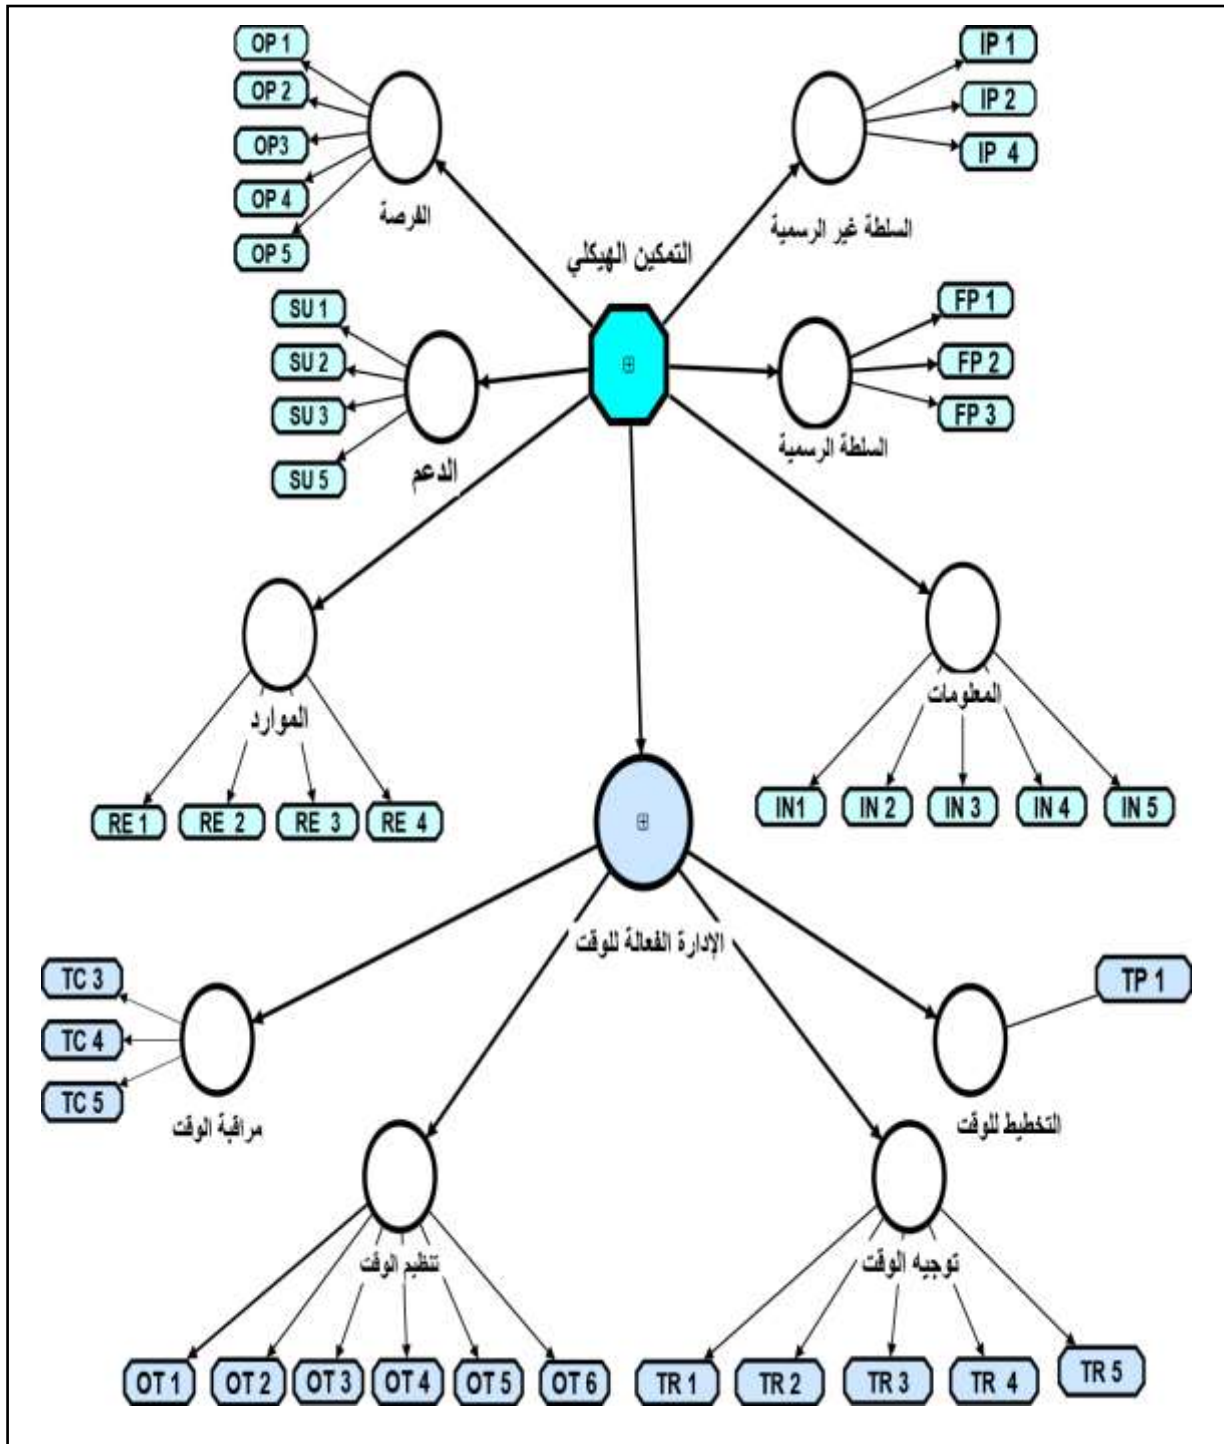 OP 1
OP 2
OP3
OP 4
OP 5
الفرصة
IP 1
IP 2
IP 4
السلطة غير الرسمية
التمكين الهيكلي
SU 1
SU 2
SU 3
SU 5
الدعم
FP 1
FP 2
FP 3
السلطة الرسمية
الموارد
RE 1
RE 2
RE 3
RE 4
المعلومات
IN1
IN 2
IN 3
IN 4
IN 5
الإدارة الفعالة للوقت
TC 3
TC 4
TC 5
مراقبة الوقت
TP 1
التخطيط للوقت
تنظيم الوقت
OT 1
OT 2
OT 3
OT 4
OT 5
OT 6
توجيه الوقت
TR 1
TR 2
TR 3
TR 4
TR 5